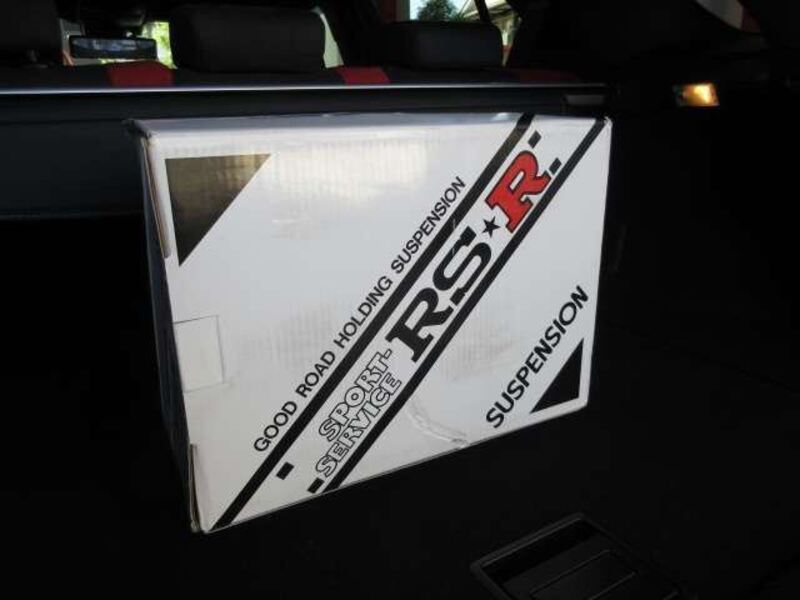 GOOD ROAD HOLDING SUSPENSION
SPORT-
SERVICE
RS★R
SUSPENSION